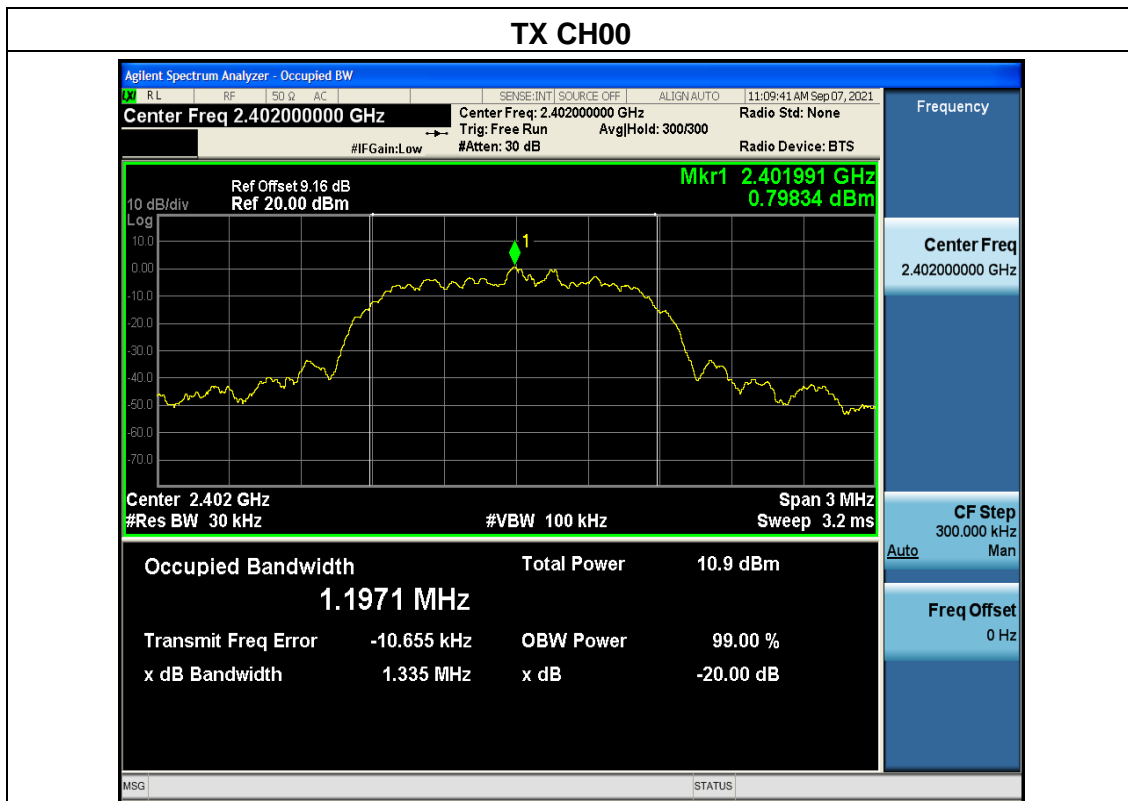 TX CH00
Agilent Spectrum Analyzer - Occupied BW
LXI RL RF 50 Ω AC SENSE:INT SOURCE OFF ALIGN AUTO 11:09:41 AM Sep 07, 2021
Center Freq 2.402000000 GHz
Center Freq: 2.402000000 GHz
Radio Std: None
Trig: Free Run Avg|Hold: 300/300
#IFGain:Low #Atten: 30 dB Radio Device: BTS
Frequency
Mkr1 2.401991 GHz
0.79834 dBm
Ref Offset 9.16 dB
10 dB/div Ref 20.00 dBm
Log
10.0
0.00
-10.0
-20.0
-30.0
-40.0
-50.0
-60.0
-70.0
1
Center 2.402 GHz Span 3 MHz
#Res BW 30 kHz #VBW 100 kHz Sweep 3.2 ms
Center Freq
2.402000000 GHz
CF Step
300.000 kHz
Auto Man
Freq Offset
0 Hz
Occupied Bandwidth Total Power 10.9 dBm
1.1971 MHz
Transmit Freq Error -10.655 kHz OBW Power 99.00 %
x dB Bandwidth 1.335 MHz x dB -20.00 dB
MSG STATUS